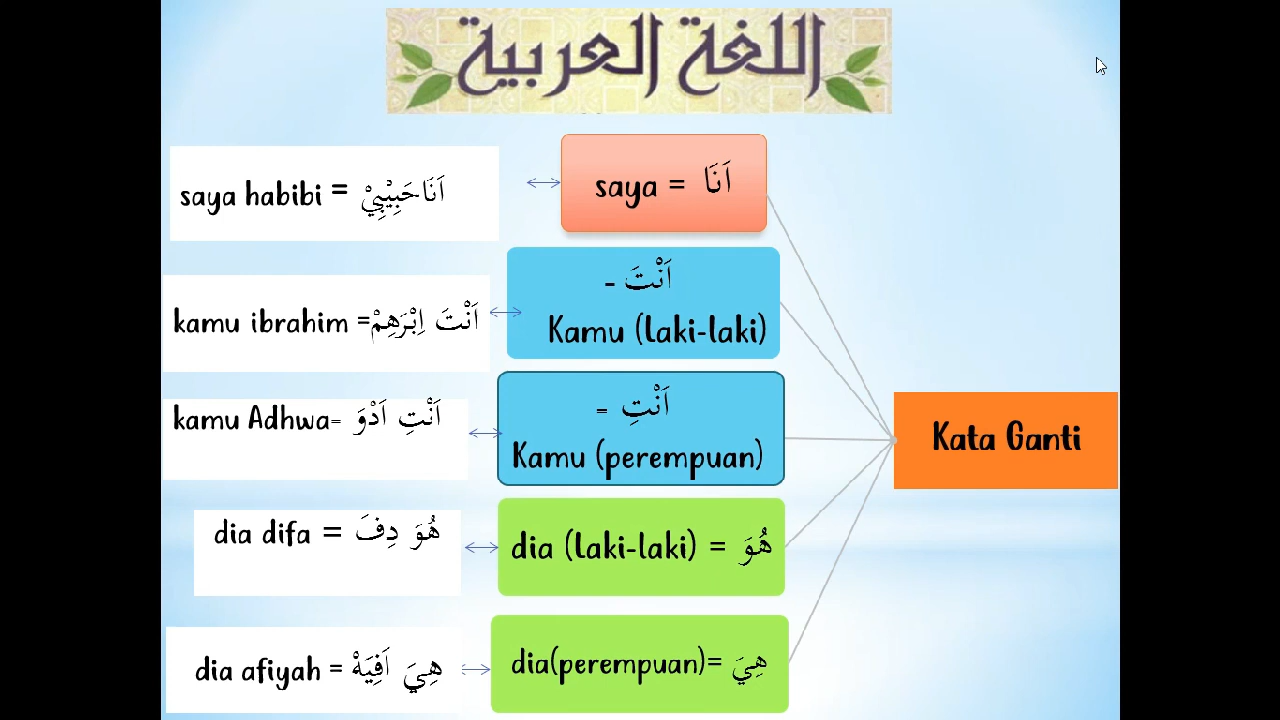 اللغة العربية
saya habibi = اَنَا حَبِيْبِيْ
saya = اَنَا
kamu ibrahim =اَنْتَ اِبْرَهِمْ
اَنْتَ -
Kamu (laki-laki)
kamu Adhwa= اَنْتِ اَدْوَ
اَنْتِ =
Kamu (perempuan)
Kata Ganti
dia difa = هُوَ دِفَ
dia (laki-laki) = هُوَ
dia afiyah = هِيَ اَفِيَهْ
dia(perempuan)= هِيَ